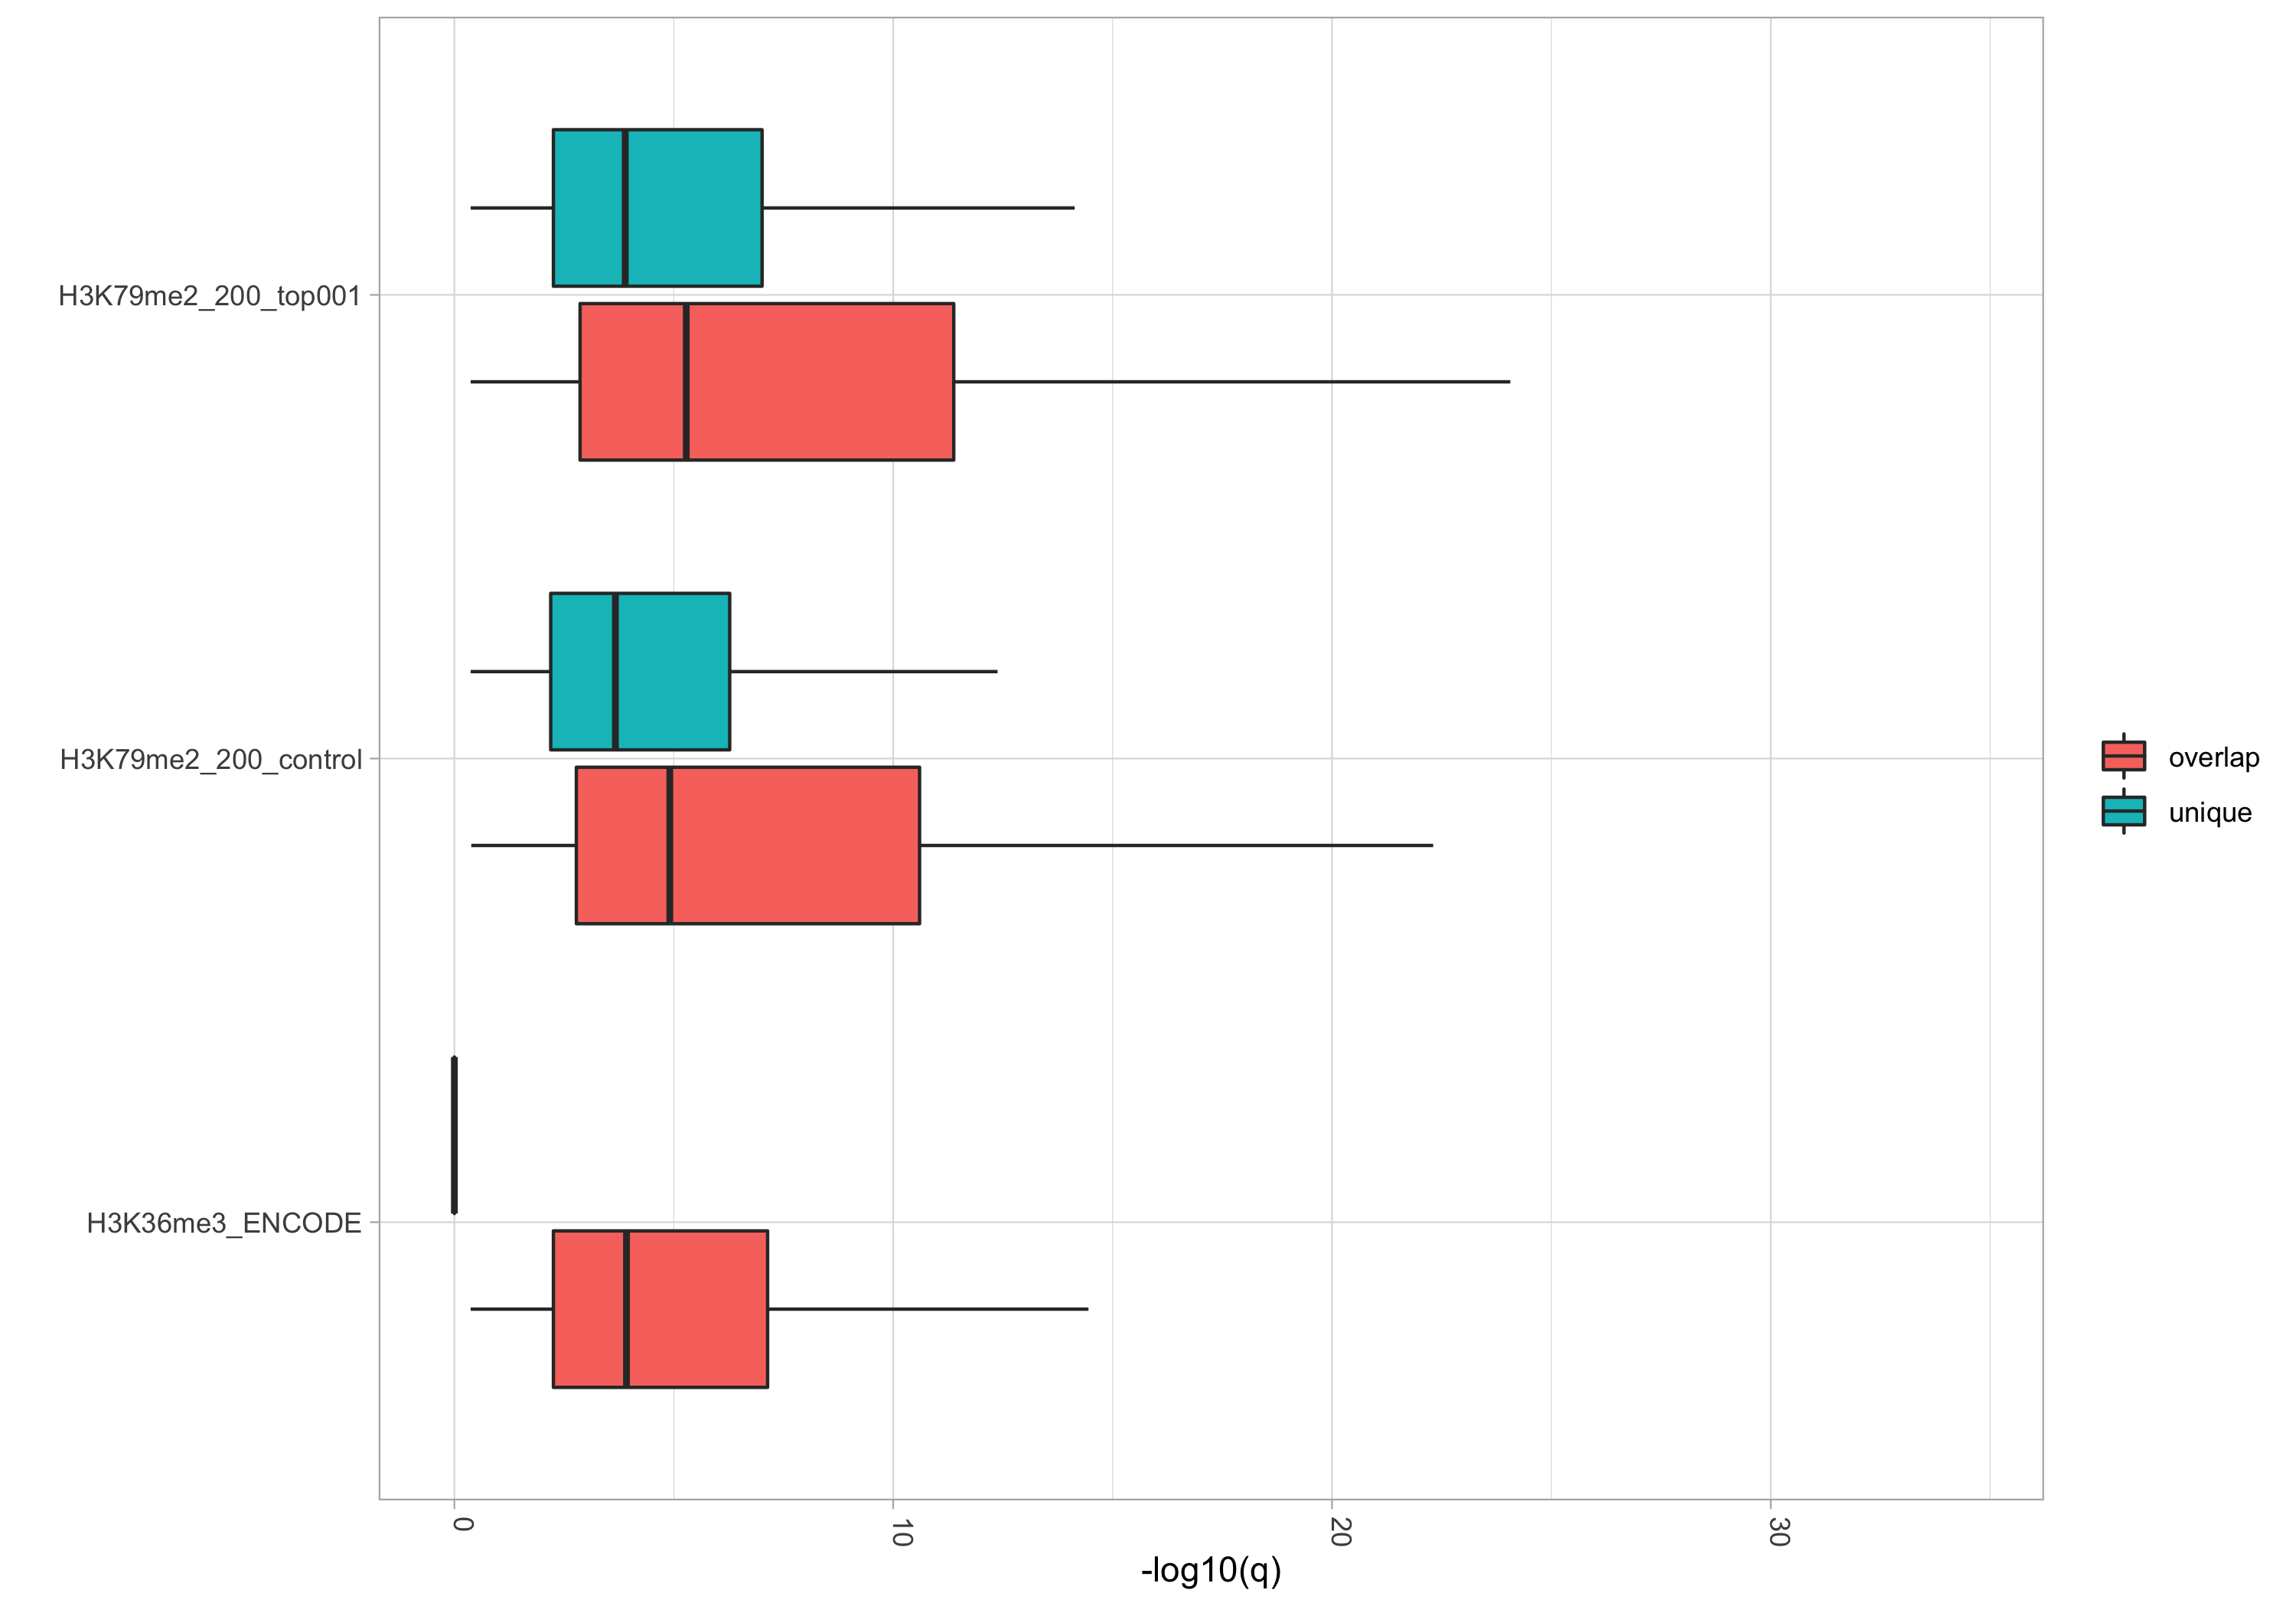 H3K79me2_200_top001
H3K79me2_200_control
H3K36me3_ENCODE
0
10
20
30
-log10(q)
overlap
unique